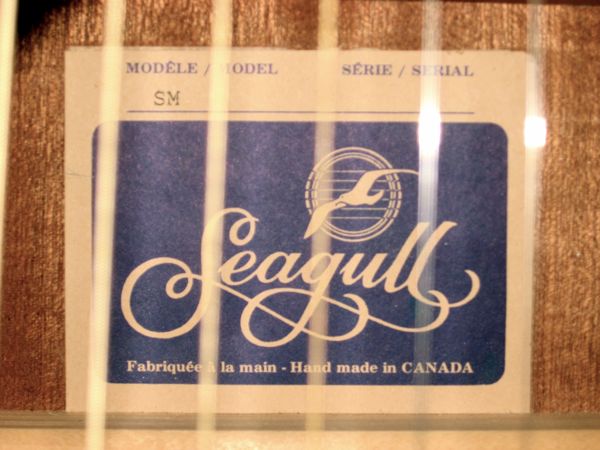 MODÈLE / MODEL SÉRIE / SERIAL
SM
Seagull
Fabriquée à la main - Hand made in CANADA